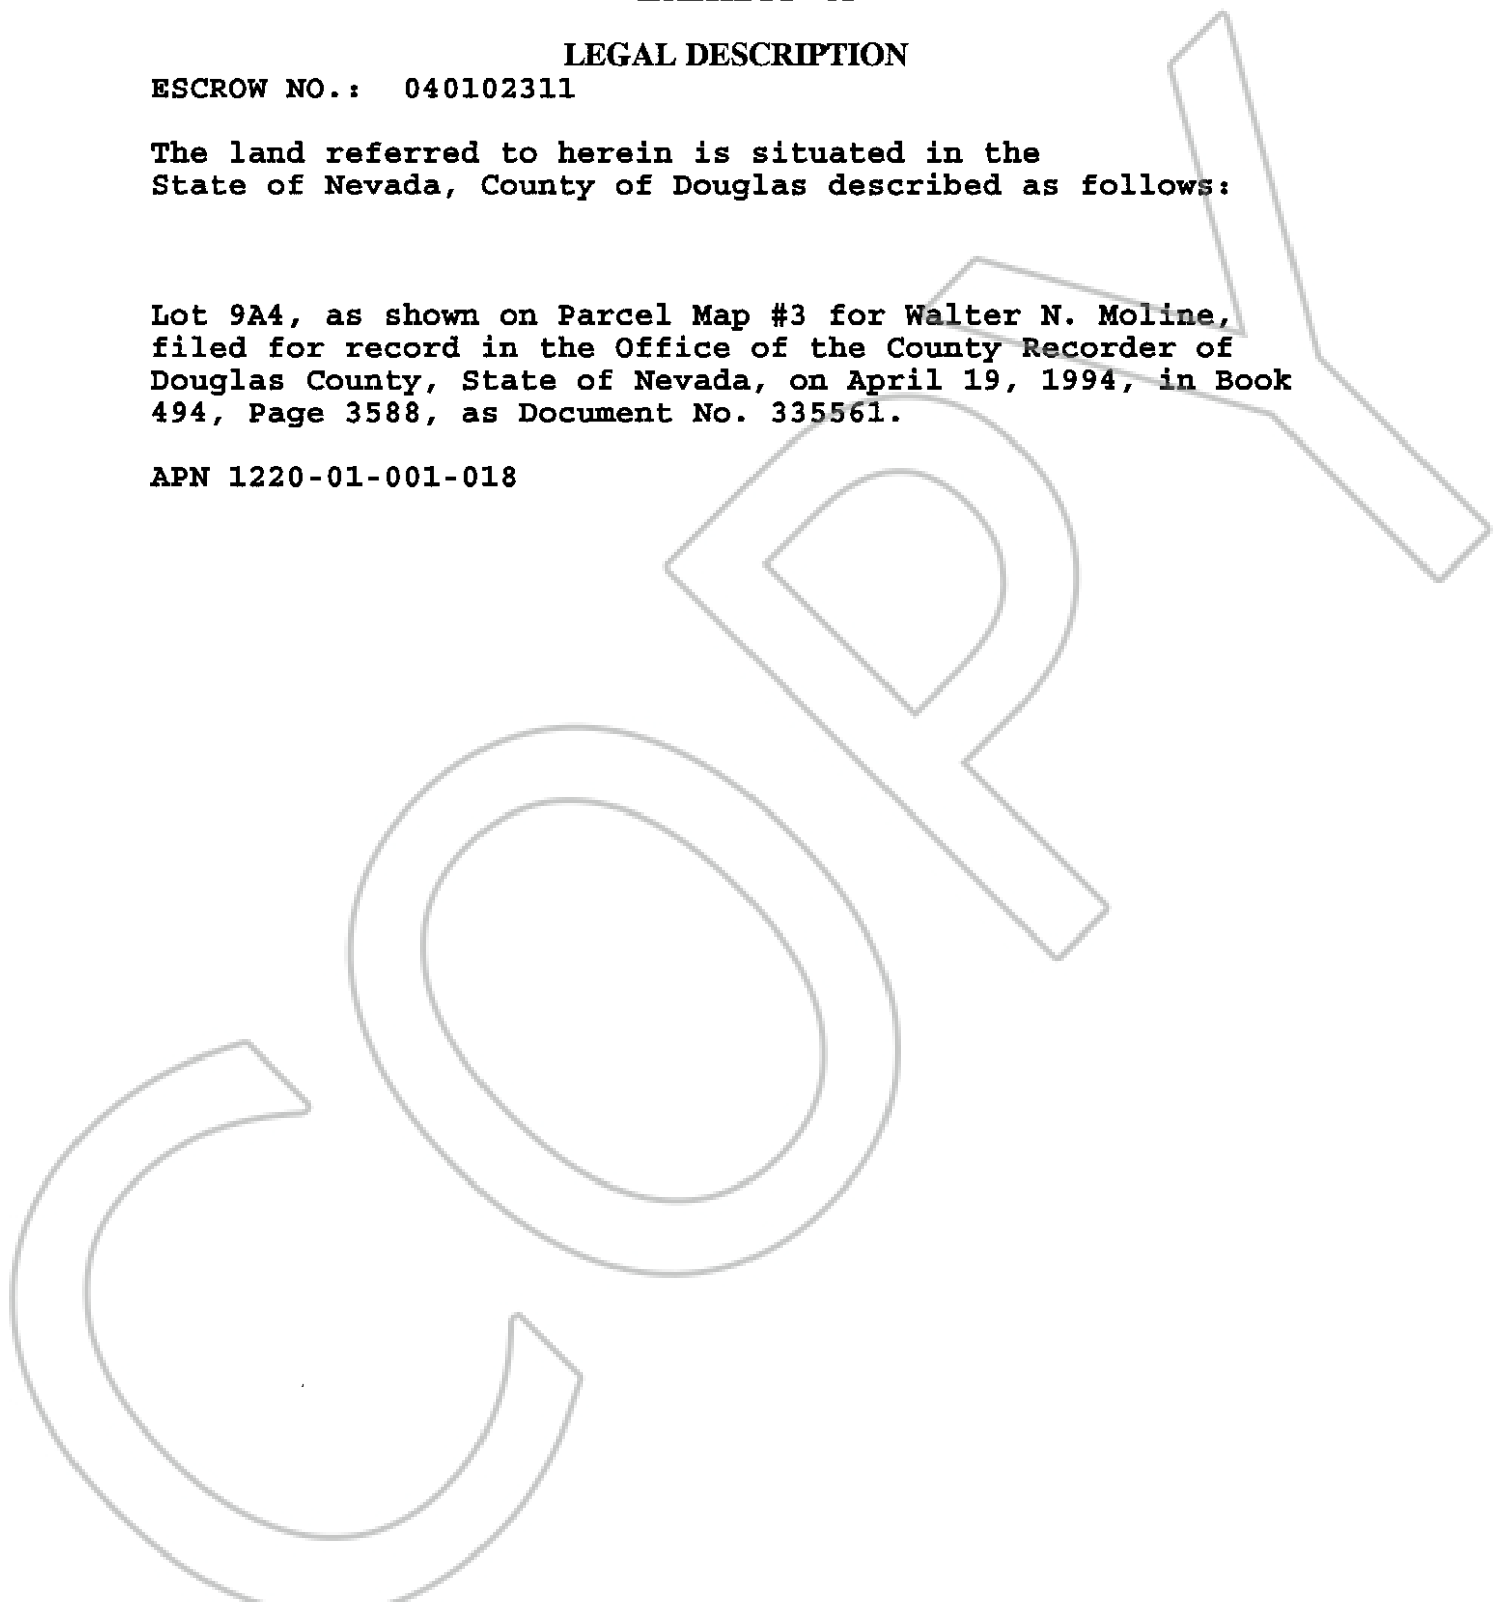 LEGAL DESCRIPTION
ESCROW NO.: 040102311
The land referred to herein is situated in the
State of Nevada, County of Douglas described as follows:
Lot 9A4, as shown on Parcel Map #3 for Walter N. Moline,
filed for record in the Office of the County Recorder of
Douglas County, State of Nevada, on April 19, 1994, in Book
494, Page 3588, as Document No. 335561.
APN 1220-01-001-018
COPY